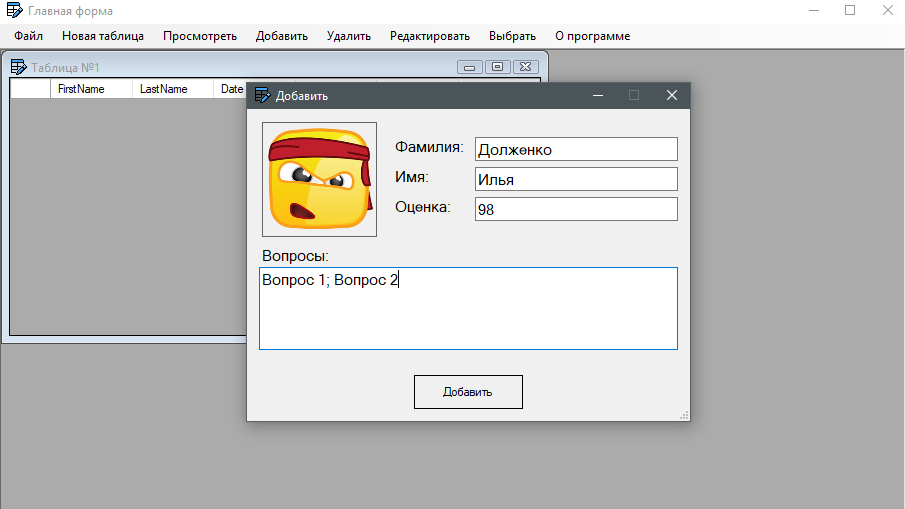 Главная форма
Файл Новая таблица Просмотреть Добавить Удалить Редактировать Выбрать О программе
Таблица №1
FirstName LastName Date
Добавить
Фамилия: Долженко
Имя: Илья
Оценка: 98
Вопросы:
Вопрос 1; Вопрос 2
Добавить